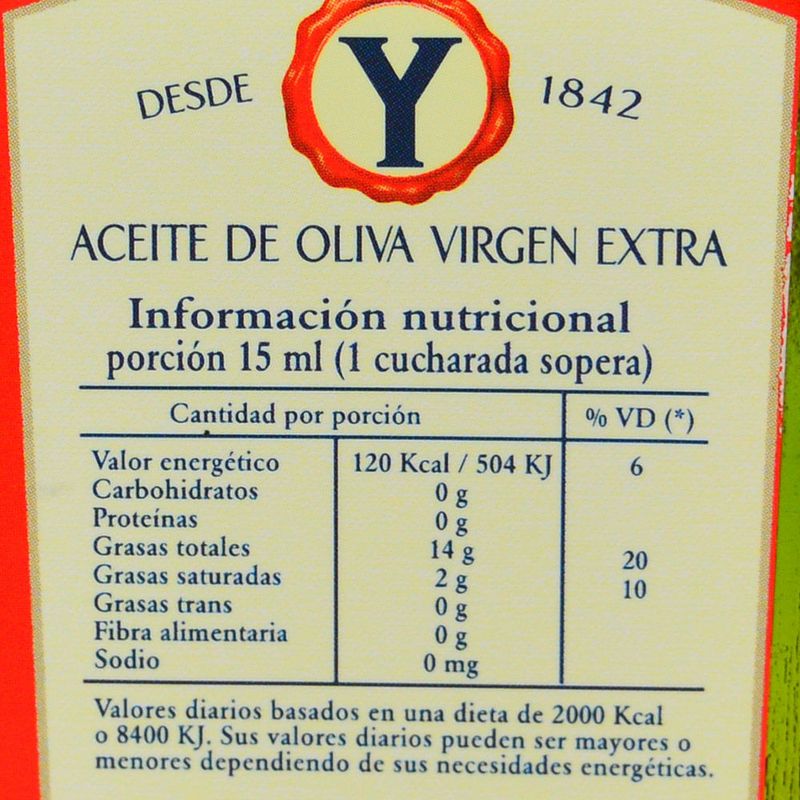 DESDE Y 1842
ACEITE DE OLIVA VIRGEN EXTRA
Información nutricional
porción 15 ml (1 cucharada sopera)
Cantidad por porción % VD (*)
Valor energético 120 Kcal / 504 KJ 6
Carbohidratos 0 g
Proteínas 0 g
Grasas totales 14 g 20
Grasas saturadas 2 g 10
Grasas trans 0 g
Fibra alimentaria 0 g
Sodio 0 mg
Valores diarios basados en una dieta de 2000 Kcal
o 8400 KJ. Sus valores diarios pueden ser mayores o
menores dependiendo de sus necesidades energéticas.